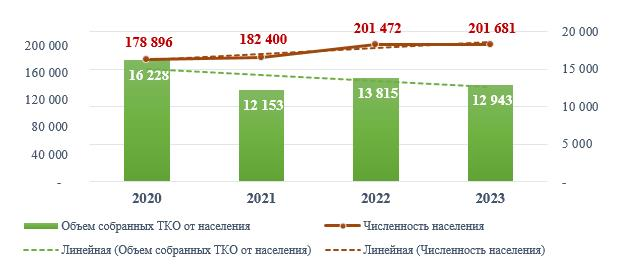 178 896 182 400 201 472 201 681
200 000 20 000
160 000 15 000
120 000 10 000
80 000 5 000
40 000
- -
16 228 12 153 13 815 12 943
2020 2021 2022 2023
Объем собранных ТКО от населения Численность населения
Линейная (Объем собранных ТКО от населения) Линейная (Численность населения)